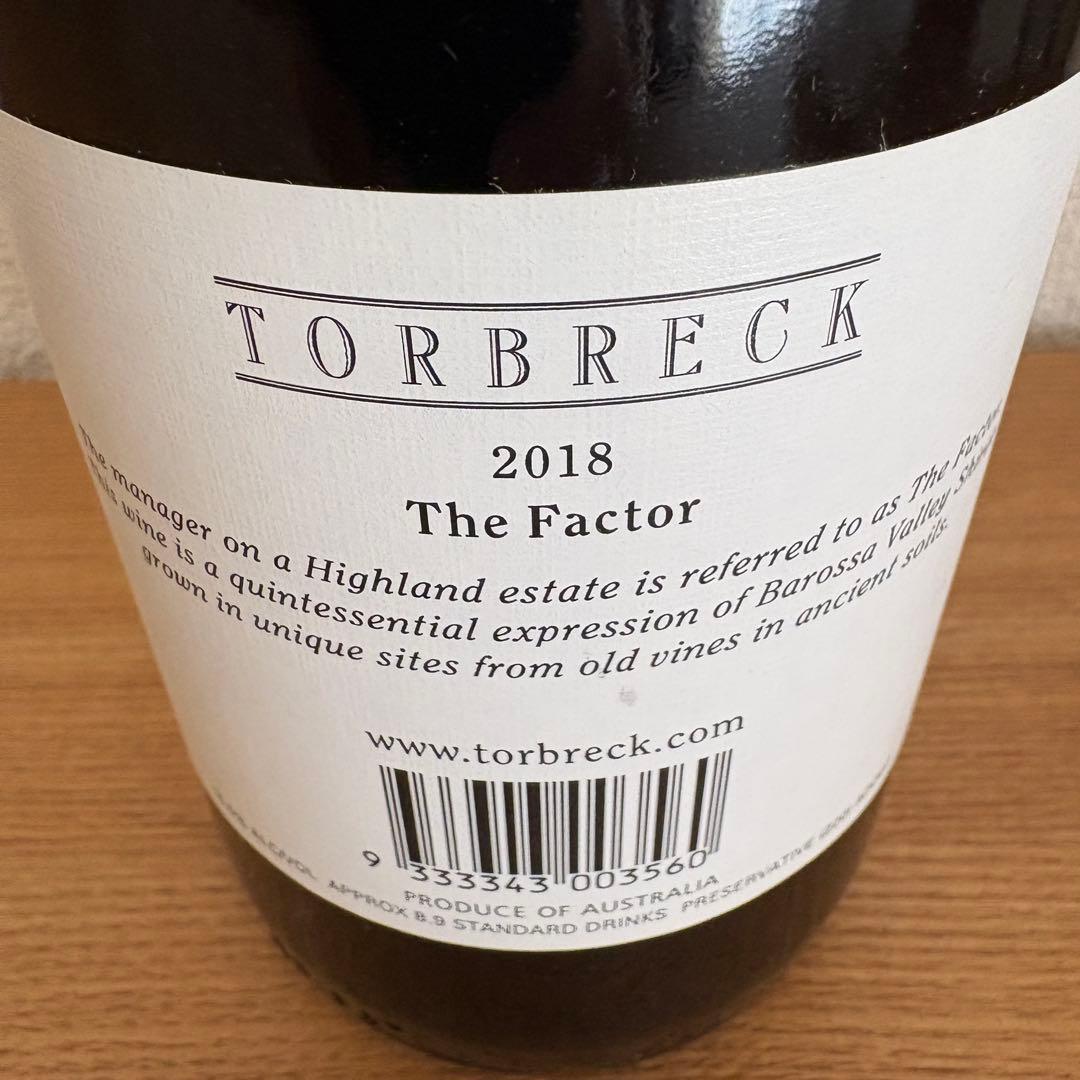 TORBRECK
2018
The Factor
The manager on a Highland estate is referred to as The Factor.
This wine is a quintessential expression of Barossa Valley
grown in unique sites from old vines in ancient soils.
www.torbreck.com
9 333343 003560
PRODUCE OF AUSTRALIA
ALCOHOL APPROX 8.9 STANDARD DRINKS PRESERVATIVE